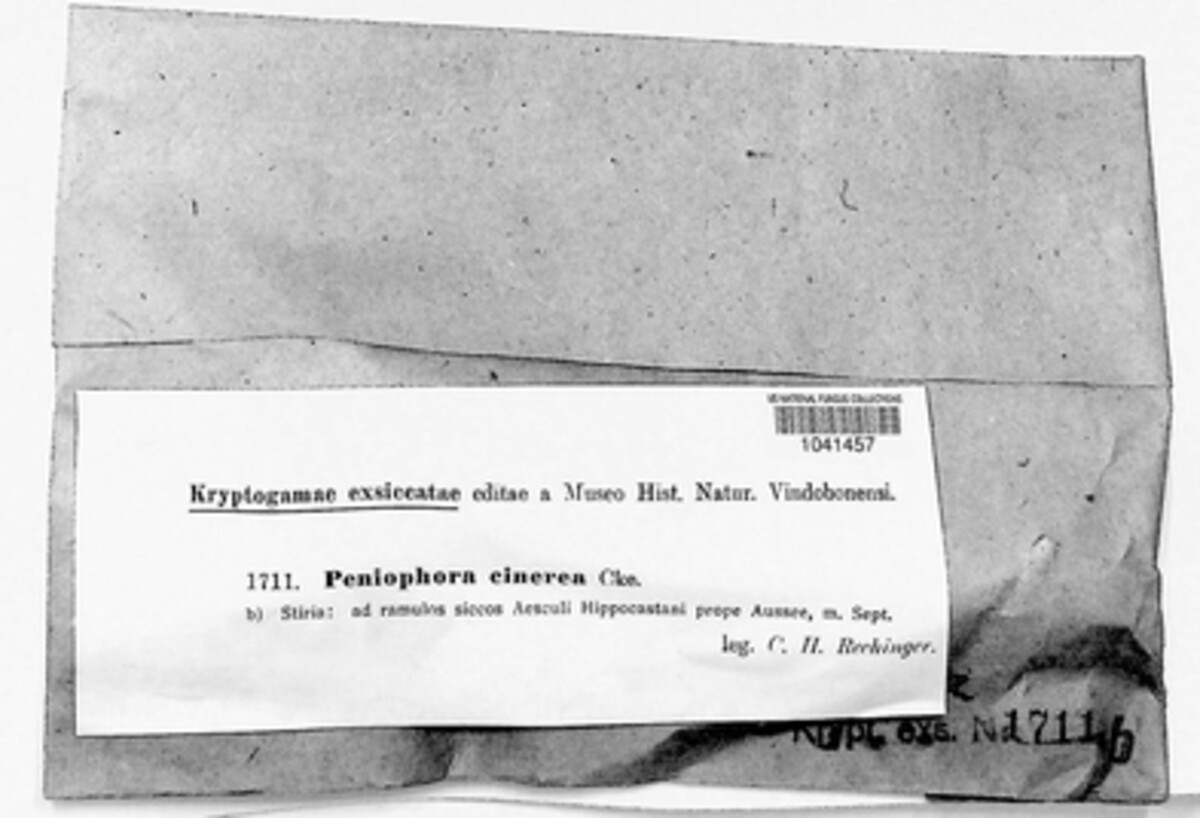 US NATIONAL FUNGUS COLLECTIONS
1041457
Kryptogamae exsiccatae editae a Museo Hist. Natur. Vindobonensi.
1711. Peniophora cinerea Cke.
b) Stiria: ad ramulos siccos Aesculi Hippocastani prope Aussee, m. Sept.
leg. C. H. Rechinger.
Krypt. exs. No 1711 b